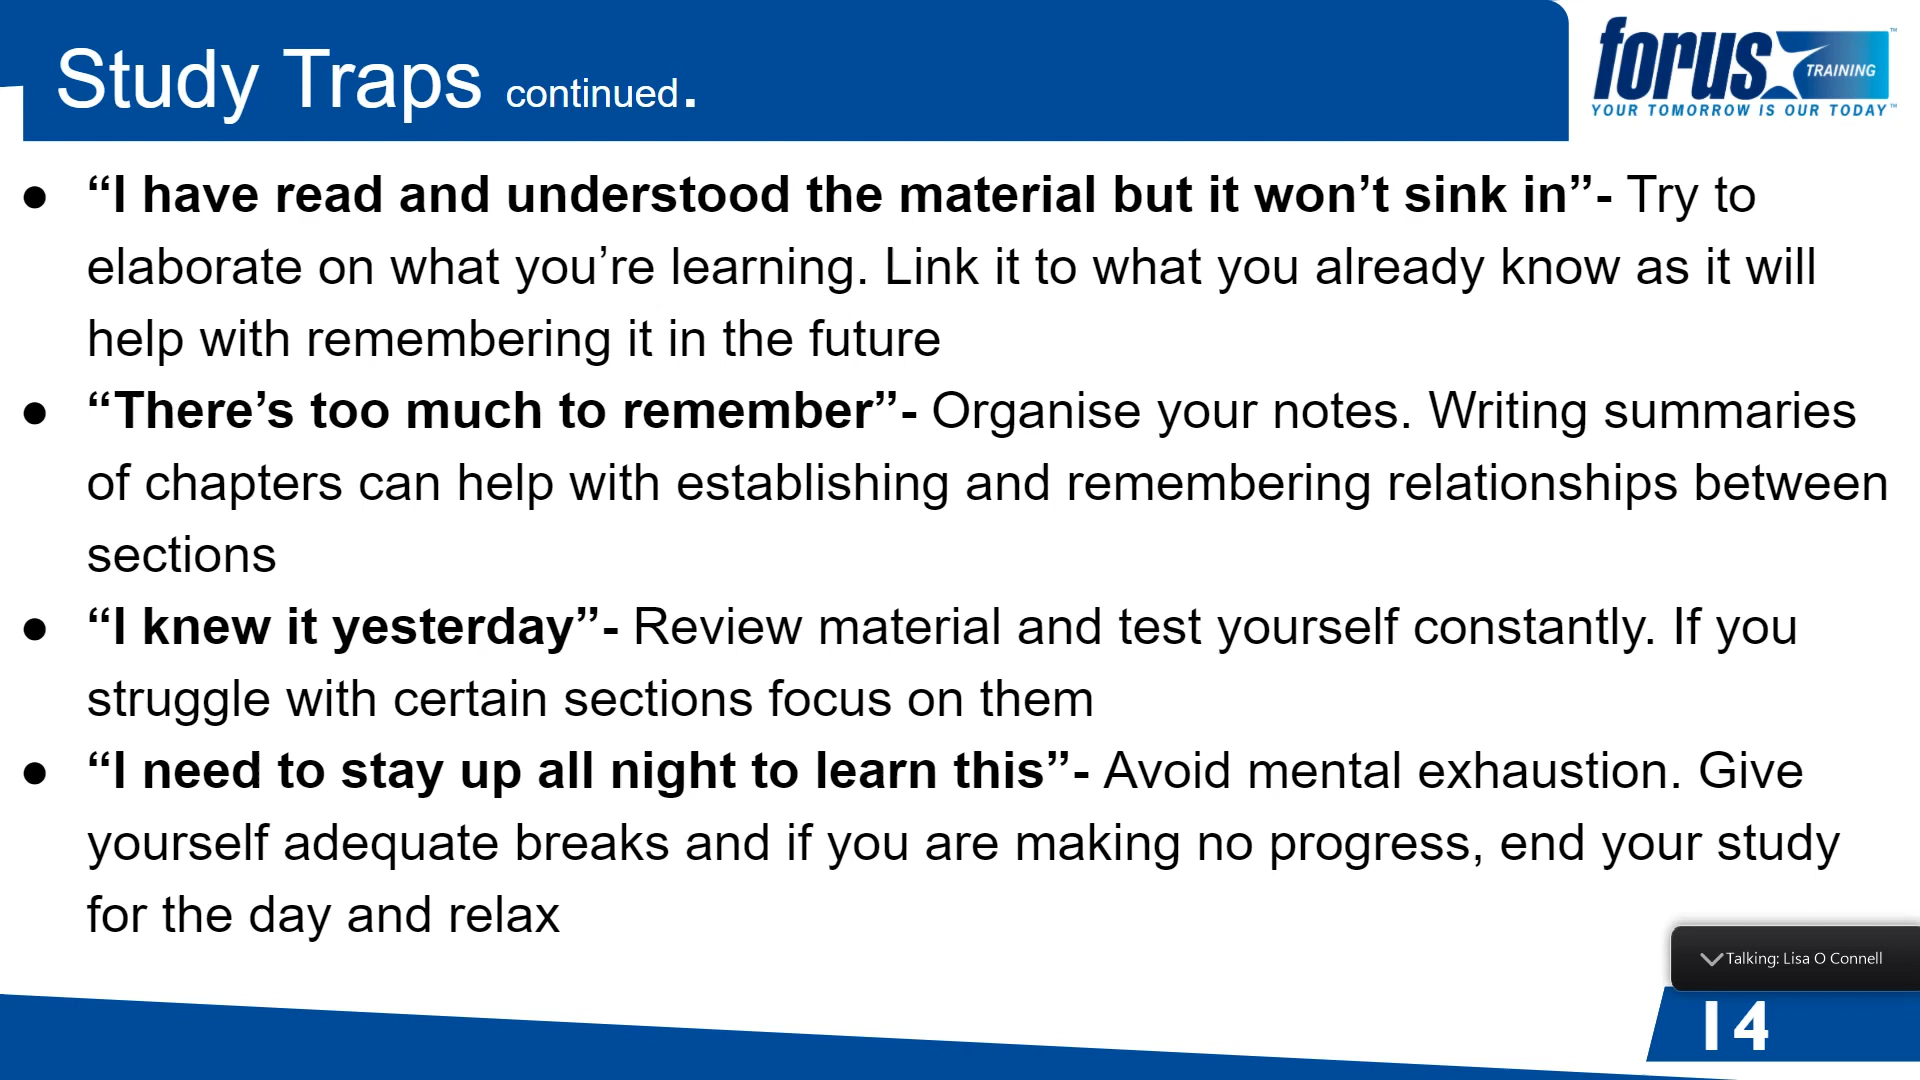 Study Traps continued.
forus
TRAINING
YOUR TOMORROW IS OUR TODAY™
● “I have read and understood the material but it won’t sink in”- Try to
elaborate on what you’re learning. Link it to what you already know as it will
help with remembering it in the future
● “There’s too much to remember”- Organise your notes. Writing summaries
of chapters can help with establishing and remembering relationships between
sections
● “I knew it yesterday”- Review material and test yourself constantly. If you
struggle with certain sections focus on them
● “I need to stay up all night to learn this”- Avoid mental exhaustion. Give
yourself adequate breaks and if you are making no progress, end your study
for the day and relax
Talking: Lisa O Connell
14